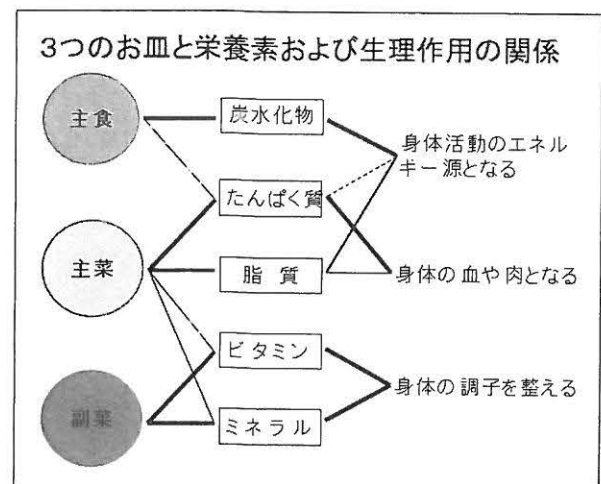 3つのお皿と栄養素および生理作用の関係
主食
炭水化物
身体活動のエネル
ギー源となる
たんぱく質
主菜
脂質
身体の血や肉となる
ビタミン
身体の調子を整える
副菜
ミネラル